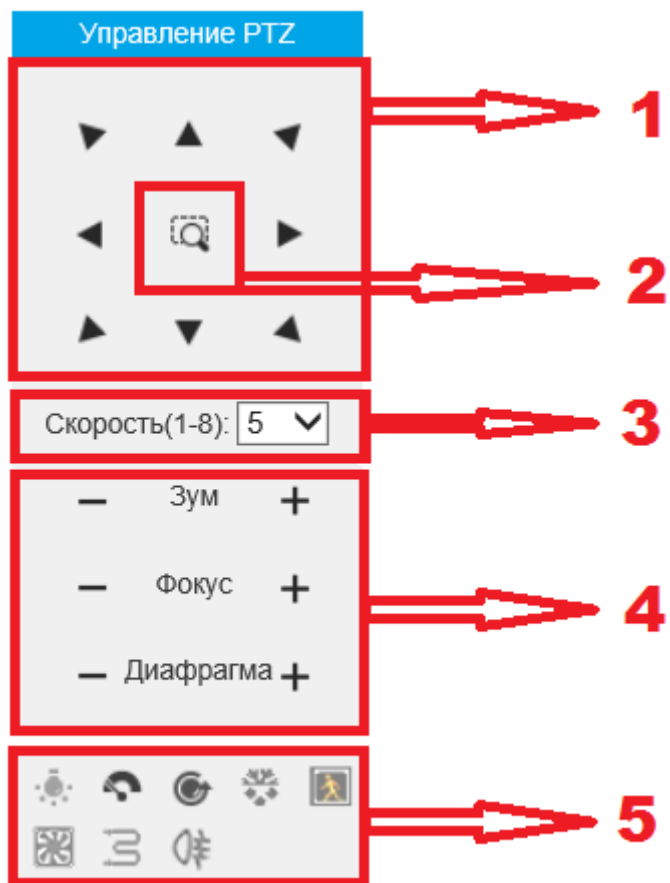 Управление PTZ
1
2
Скорость(1-8): 5
3
– Зум +
– Фокус +
4
– Диафрагма +
5